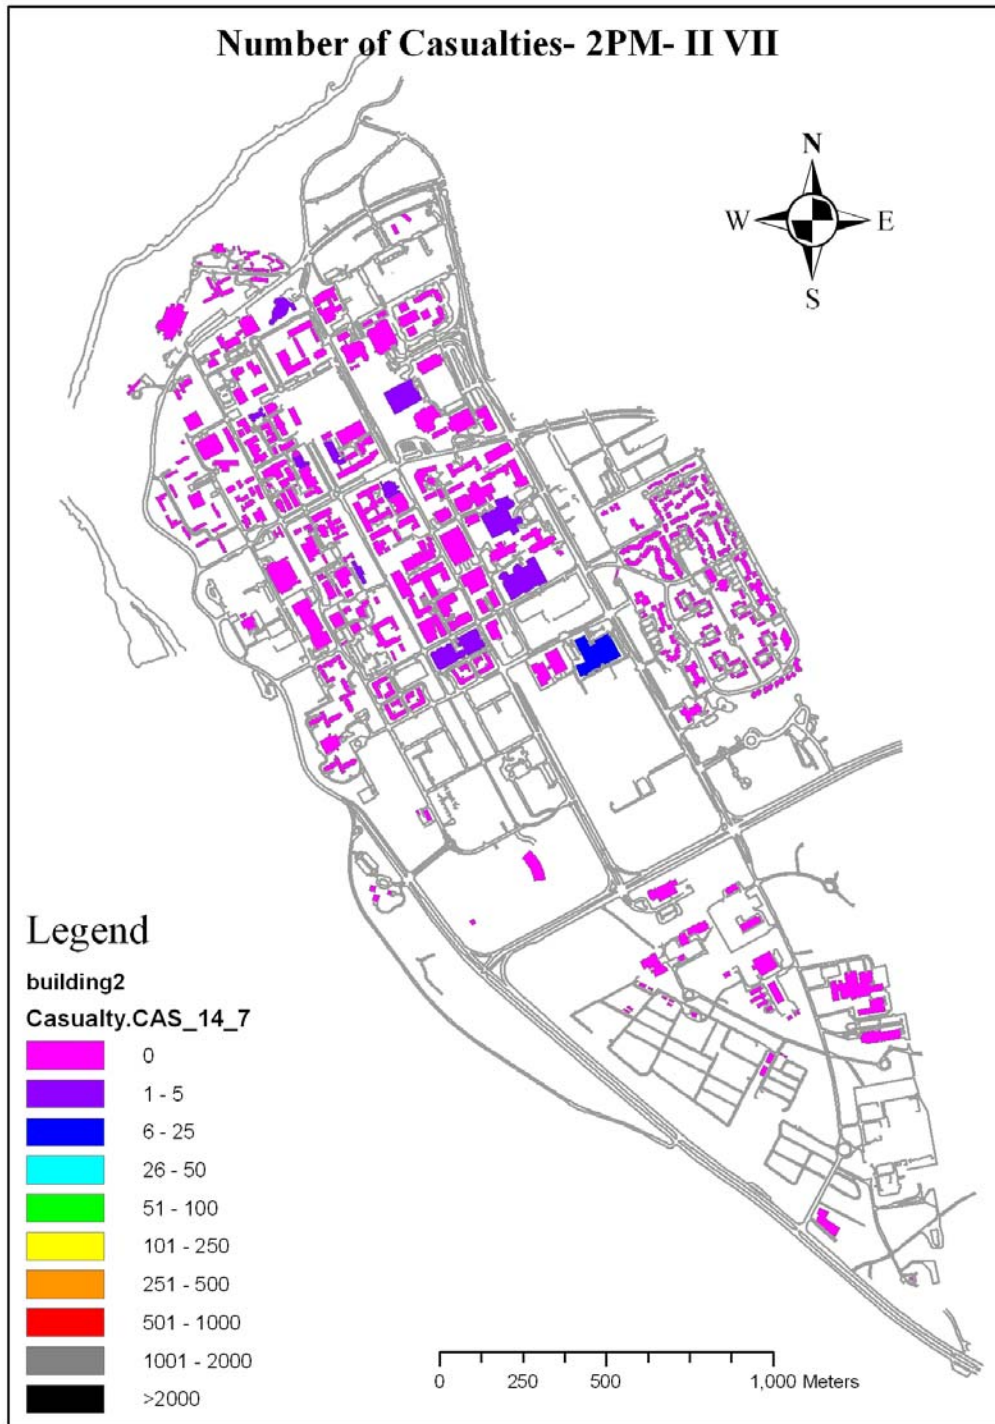 Number of Casualties- 2PM- II VII
N
W E
S
Legend
building2
Casualty.CAS_14_7
0
1 - 5
6 - 25
26 - 50
51 - 100
101 - 250
251 - 500
501 - 1000
1001 - 2000
>2000
0 250 500 1,000 Meters